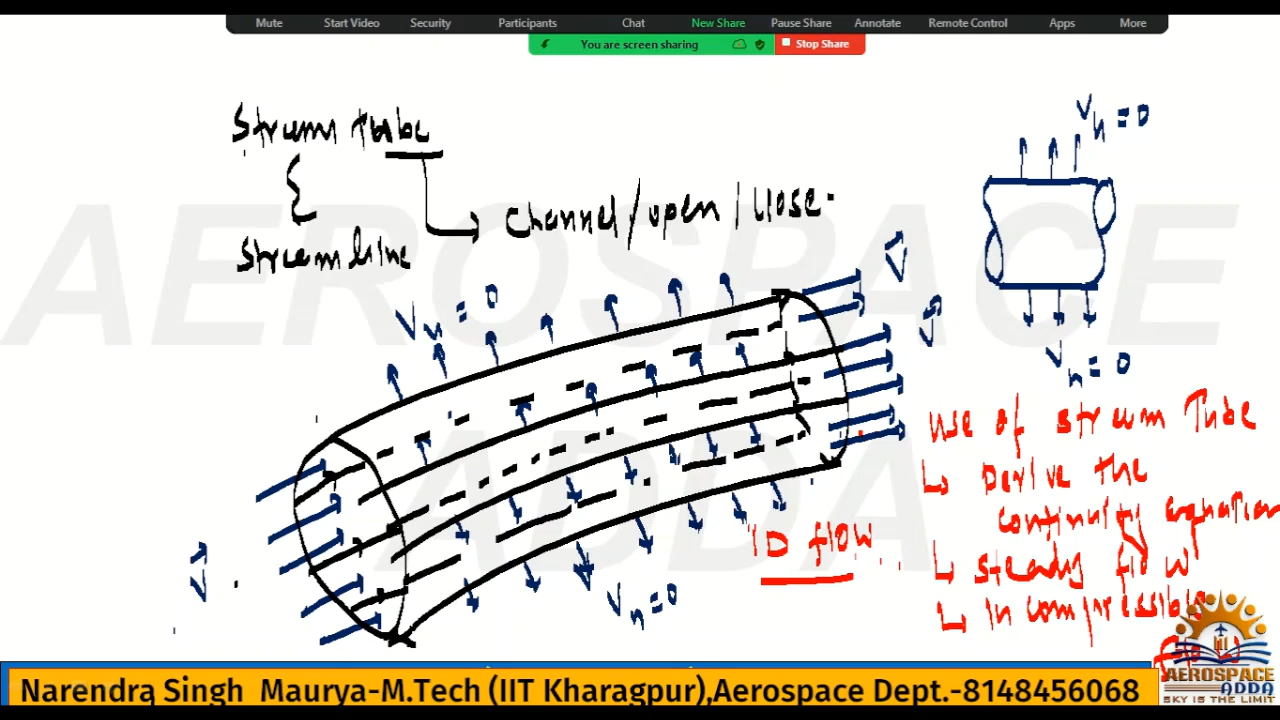 Mute Start Video Security Participants Chat New Share Pause Share Annotate Remote Control Apps More
You are screen sharing Stop Share
Stream tube
Channel/open/close.
Streamline
Vn = 0
Vn = 0
Vn = 0
V
V
V
Vn = 0
1D flow
use of stream Tube
↳ Derive the
continuity equation
↳ steady flow
↳ Incompressible
flow
AEROSPACE
ADDA
Narendra Singh Maurya-M.Tech (IIT Kharagpur),Aerospace Dept.-8148456068
AEROSPACE
ADDA
SKY IS THE LIMIT